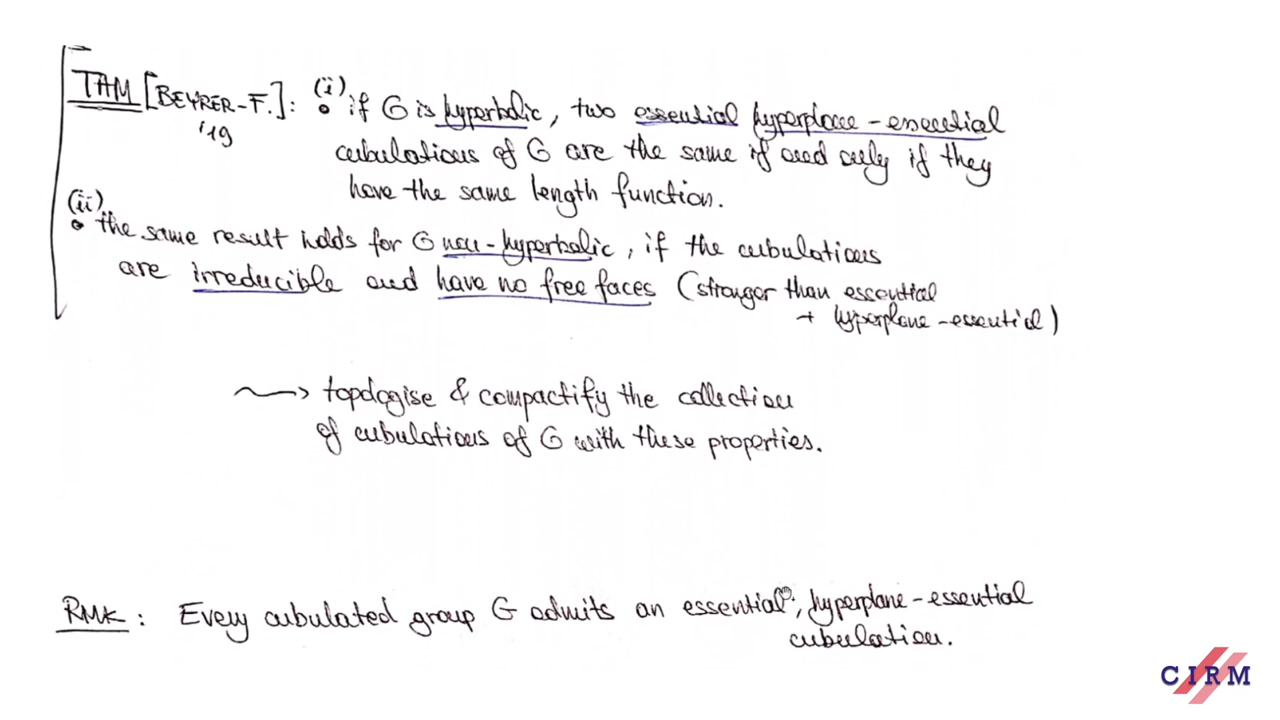 THM [BEYRER-F.]: (i) • if G is hyperbolic, two essential hyperplane-essential
'19 cubulations of G are the same if and only if they
have the same length function.
(ii)
• the same result holds for G non-hyperbolic, if the cubulations
are irreducible and have no free faces (stronger than essential
+ hyperplane-essential)
⟿ topologise & compactify the collection
of cubulations of G with these properties.
RMK: Every cubulated group G admits an essential, hyperplane-essential
cubulation.
CIRM